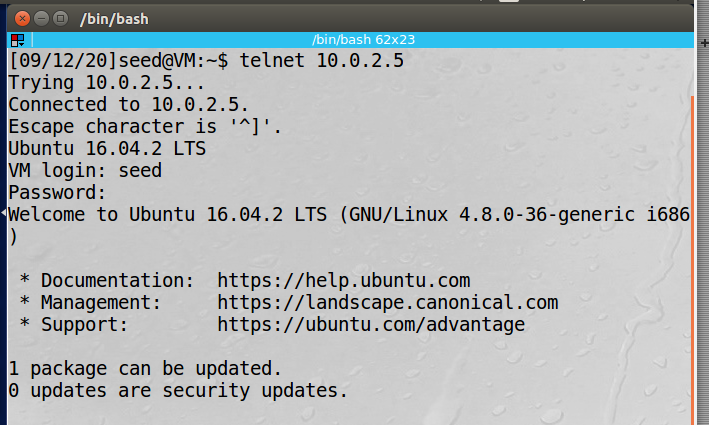 /bin/bash
/bin/bash 62x23
[09/12/20]seed@VM:~$ telnet 10.0.2.5
Trying 10.0.2.5...
Connected to 10.0.2.5.
Escape character is '^]'.
Ubuntu 16.04.2 LTS
VM login: seed
Password:
Welcome to Ubuntu 16.04.2 LTS (GNU/Linux 4.8.0-36-generic i686
)
* Documentation:  https://help.ubuntu.com
* Management:     https://landscape.canonical.com
* Support:        https://ubuntu.com/advantage
1 package can be updated.
0 updates are security updates.